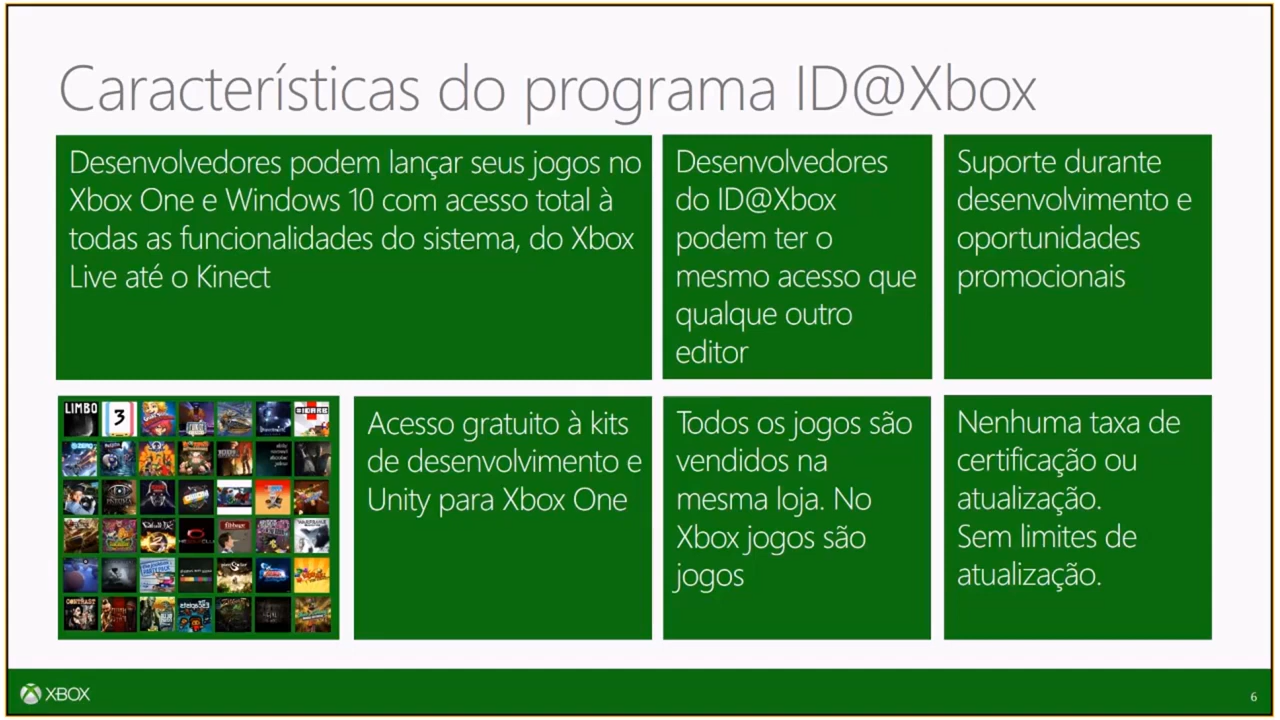 Características do programa ID@Xbox
Desenvolvedores podem lançar seus jogos no
Xbox One e Windows 10 com acesso total à
todas as funcionalidades do sistema, do Xbox
Live até o Kinect
Desenvolvedores
do ID@Xbox
podem ter o
mesmo acesso que
qualque outro
editor
Suporte durante
desenvolvimento e
oportunidades
promocionais
LIMBO
3
#IDARB
ZERO
CONTRAST
Acesso gratuito à kits
de desenvolvimento e
Unity para Xbox One
Todos os jogos são
vendidos na
mesma loja. No
Xbox jogos são
jogos
Nenhuma taxa de
certificação ou
atualização.
Sem limites de
atualização.
XBOX
6